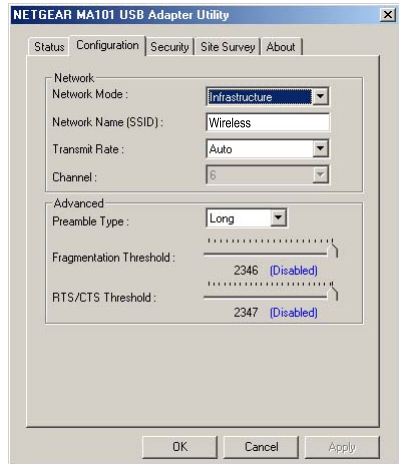 NETGEAR MA101 USB Adapter Utility
Status Configuration Security Site Survey About
Network
Network Mode : Infrastructure
Network Name (SSID) : Wireless
Transmit Rate : Auto
Channel : 6
Advanced
Preamble Type : Long
Fragmentation Threshold :
2346 (Disabled)
RTS/CTS Threshold :
2347 (Disabled)
OK Cancel Apply